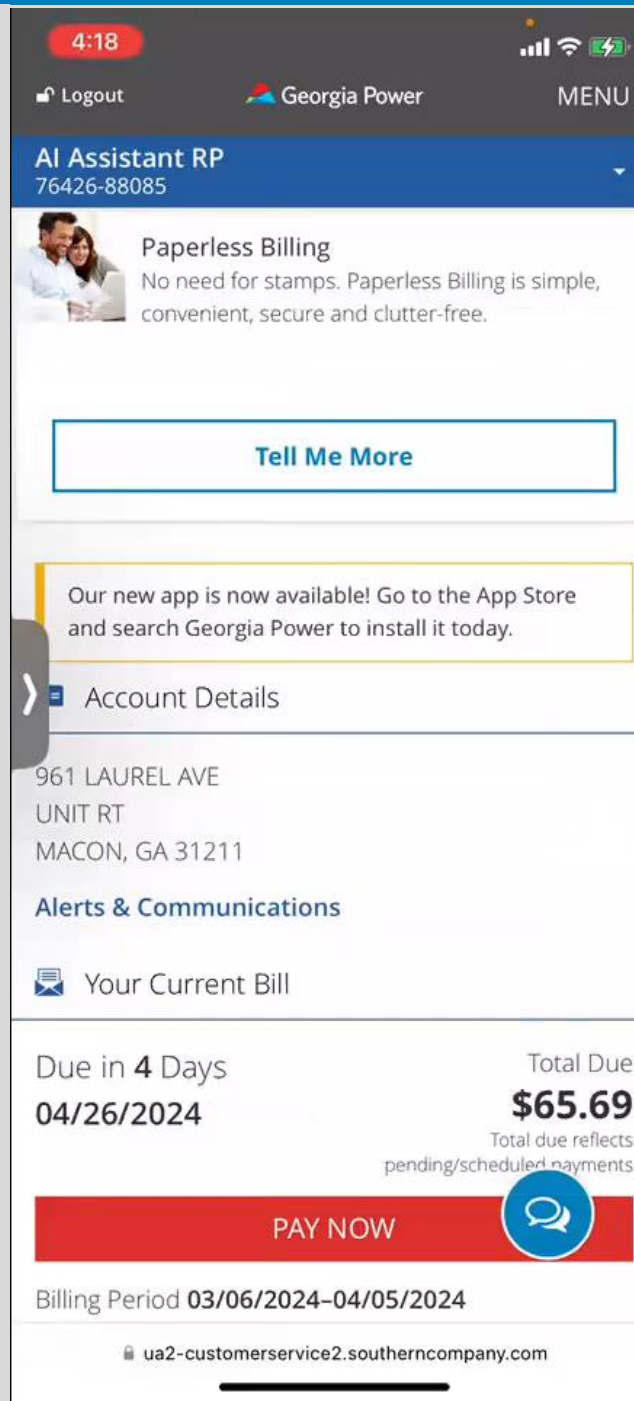 4:18
Logout
Georgia Power
MENU
AI Assistant RP
76426-88085
Paperless Billing
No need for stamps. Paperless Billing is simple,
convenient, secure and clutter-free.
Tell Me More
Our new app is now available! Go to the App Store
and search Georgia Power to install it today.
Account Details
961 LAUREL AVE
UNIT RT
MACON, GA 31211
Alerts & Communications
Your Current Bill
Due in 4 Days
04/26/2024
Total Due
$65.69
Total due reflects
pending/scheduled payments
PAY NOW
Billing Period 03/06/2024–04/05/2024
ua2-customerservice2.southerncompany.com